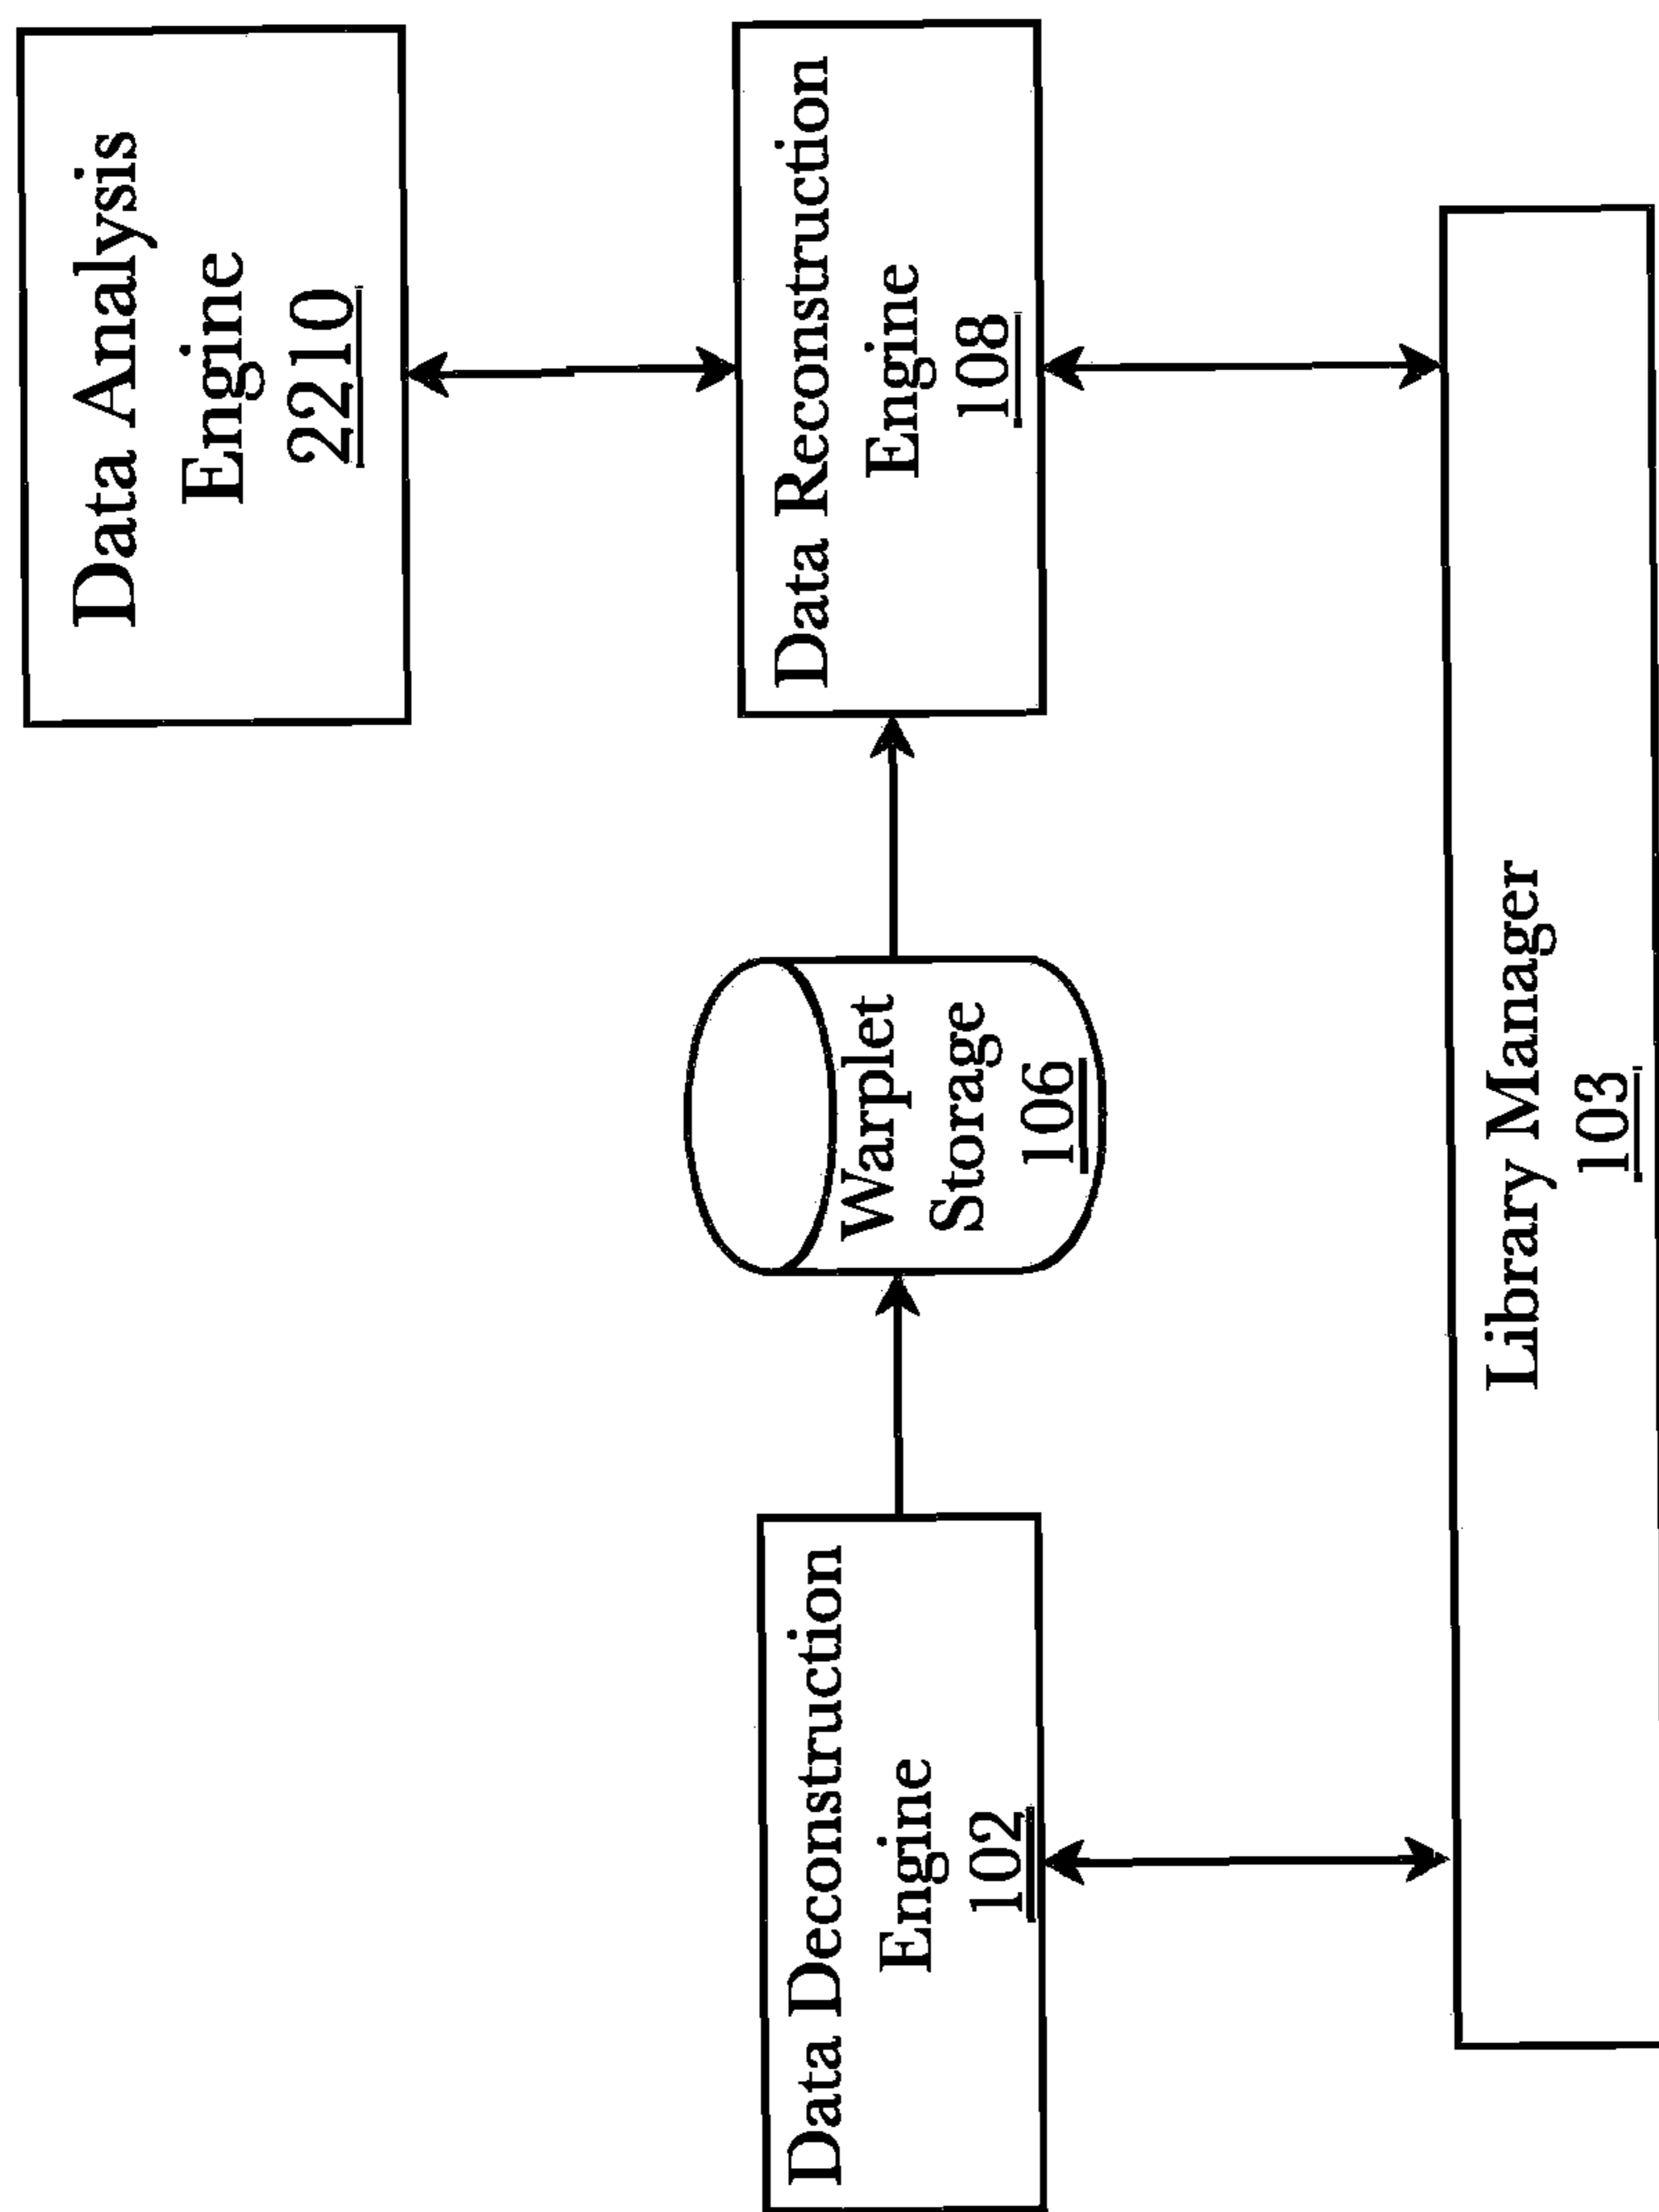 Data Analysis
Engine
2210
Data Deconstruction
Engine
102
Warplet
Storage
106
Data Reconstruction
Engine
108
Library Manager
103